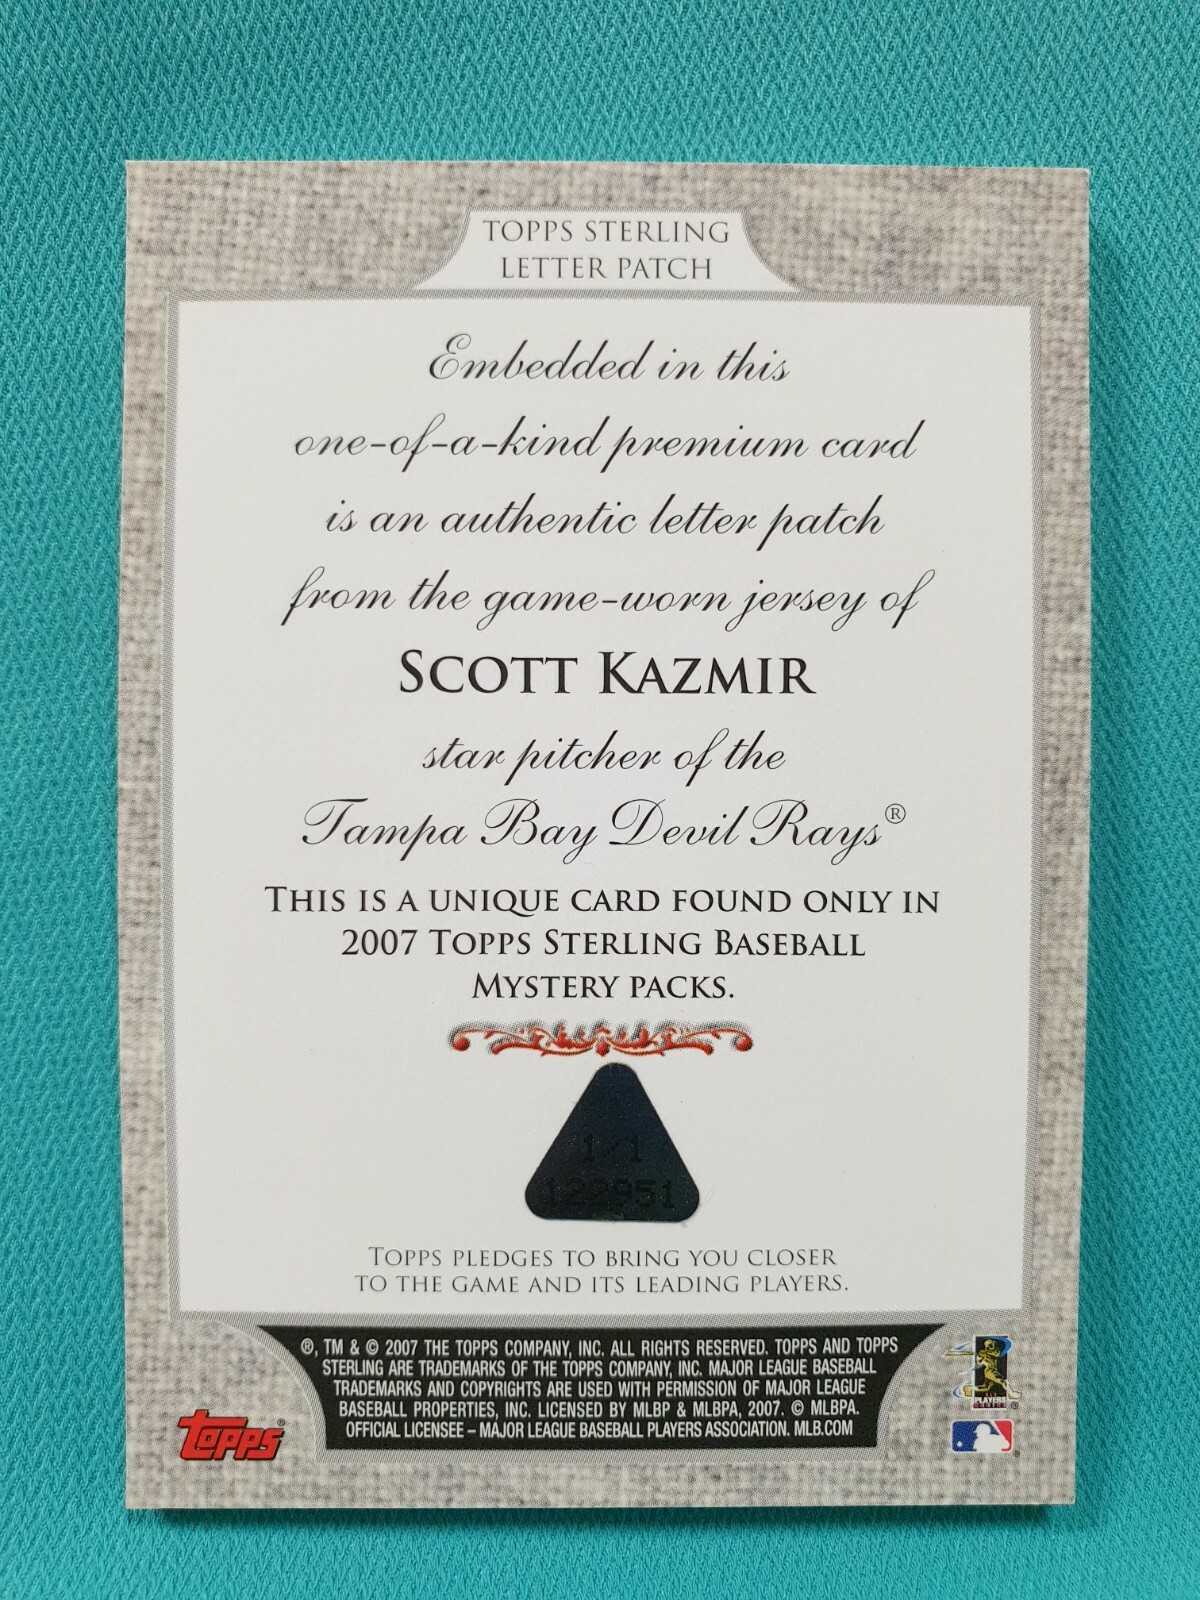 TOPPS STERLING
LETTER PATCH
Embedded in this
one-of-a-kind premium card
is an authentic letter patch
from the game-worn jersey of
SCOTT KAZMIR
star pitcher of the
Tampa Bay Devil Rays®
THIS IS A UNIQUE CARD FOUND ONLY IN
2007 TOPPS STERLING BASEBALL
MYSTERY PACKS.
1/1
122951
TOPPS PLEDGES TO BRING YOU CLOSER
TO THE GAME AND ITS LEADING PLAYERS.
®, TM & © 2007 THE TOPPS COMPANY, INC. ALL RIGHTS RESERVED. TOPPS AND TOPPS
STERLING ARE TRADEMARKS OF THE TOPPS COMPANY, INC. MAJOR LEAGUE BASEBALL
TRADEMARKS AND COPYRIGHTS ARE USED WITH PERMISSION OF MAJOR LEAGUE
BASEBALL PROPERTIES, INC. LICENSED BY MLBP & MLBPA, 2007. © MLBPA.
OFFICIAL LICENSEE – MAJOR LEAGUE BASEBALL PLAYERS ASSOCIATION. MLB.COM
topps®
PLAYERS